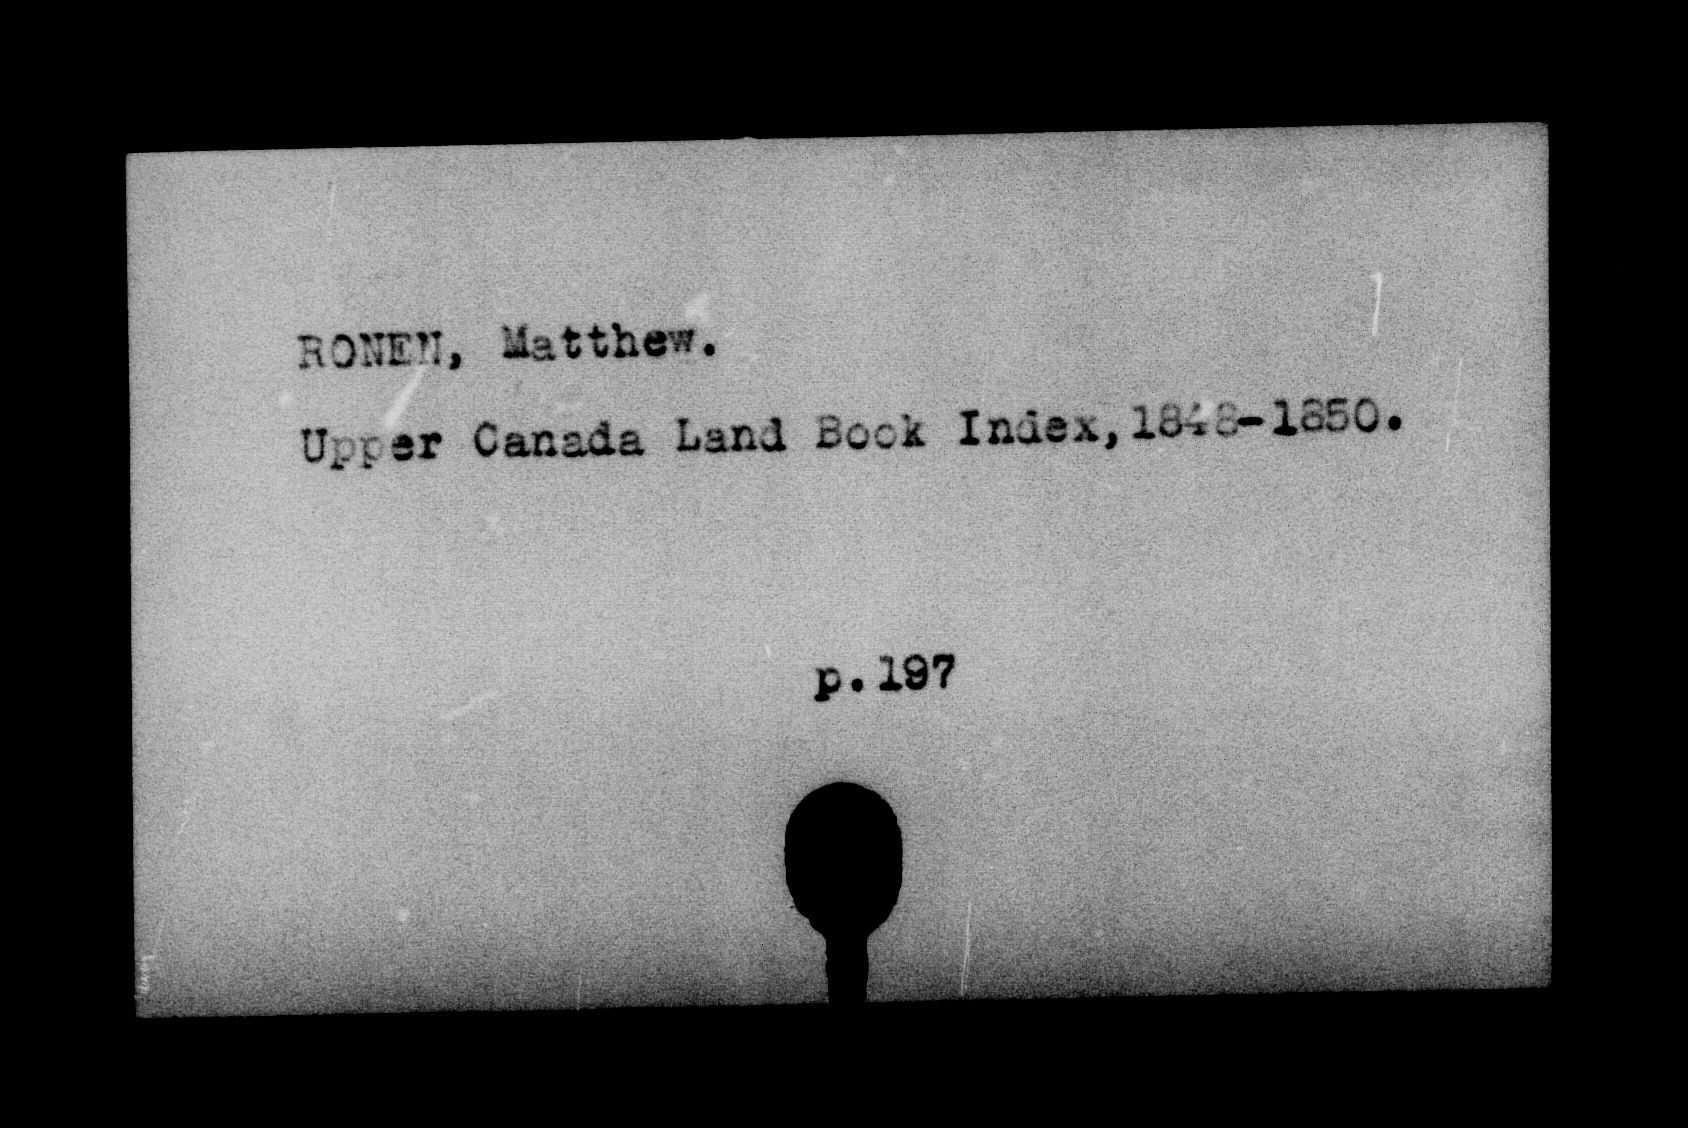 RONEN, Matthew.
Upper Canada Land Book Index,1848-1850.
p.197